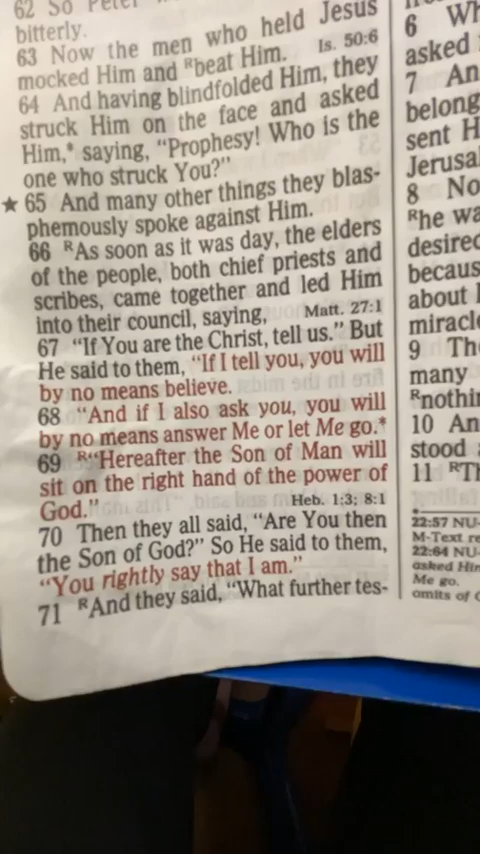 62 So Peter
bitterly.
63 Now the men who held Jesus
mocked Him and ᴿbeat Him. Is. 50:6
64 And having blindfolded Him, they
struck Him on the face and asked
Him,* saying, “Prophesy! Who is the
one who struck You?”
★ 65 And many other things they blas-
phemously spoke against Him.
66 ᴿAs soon as it was day, the elders
of the people, both chief priests and
scribes, came together and led Him
into their council, saying, Matt. 27:1
67 “If You are the Christ, tell us.” But
He said to them, “If I tell you, you will
by no means believe.
68 “And if I also ask you, you will
by no means answer Me or let Me go.*
69 ᴿ“Hereafter the Son of Man will
sit on the right hand of the power of
God.” Heb. 1:3; 8:1
70 Then they all said, “Are You then
the Son of God?” So He said to them,
“You rightly say that I am.”
71 ᴿAnd they said, “What further tes-
6 Wh
asked
7 An
belong
sent H
Jerusal
8 No
ᴿhe wa
desired
becaus
about
miracle
9 The
many
ᴿnothin
10 An
stood
11 ᴿTh
*
22:57 NU-
M-Text re
22:64 NU-
asked Him
Me go.
omits of